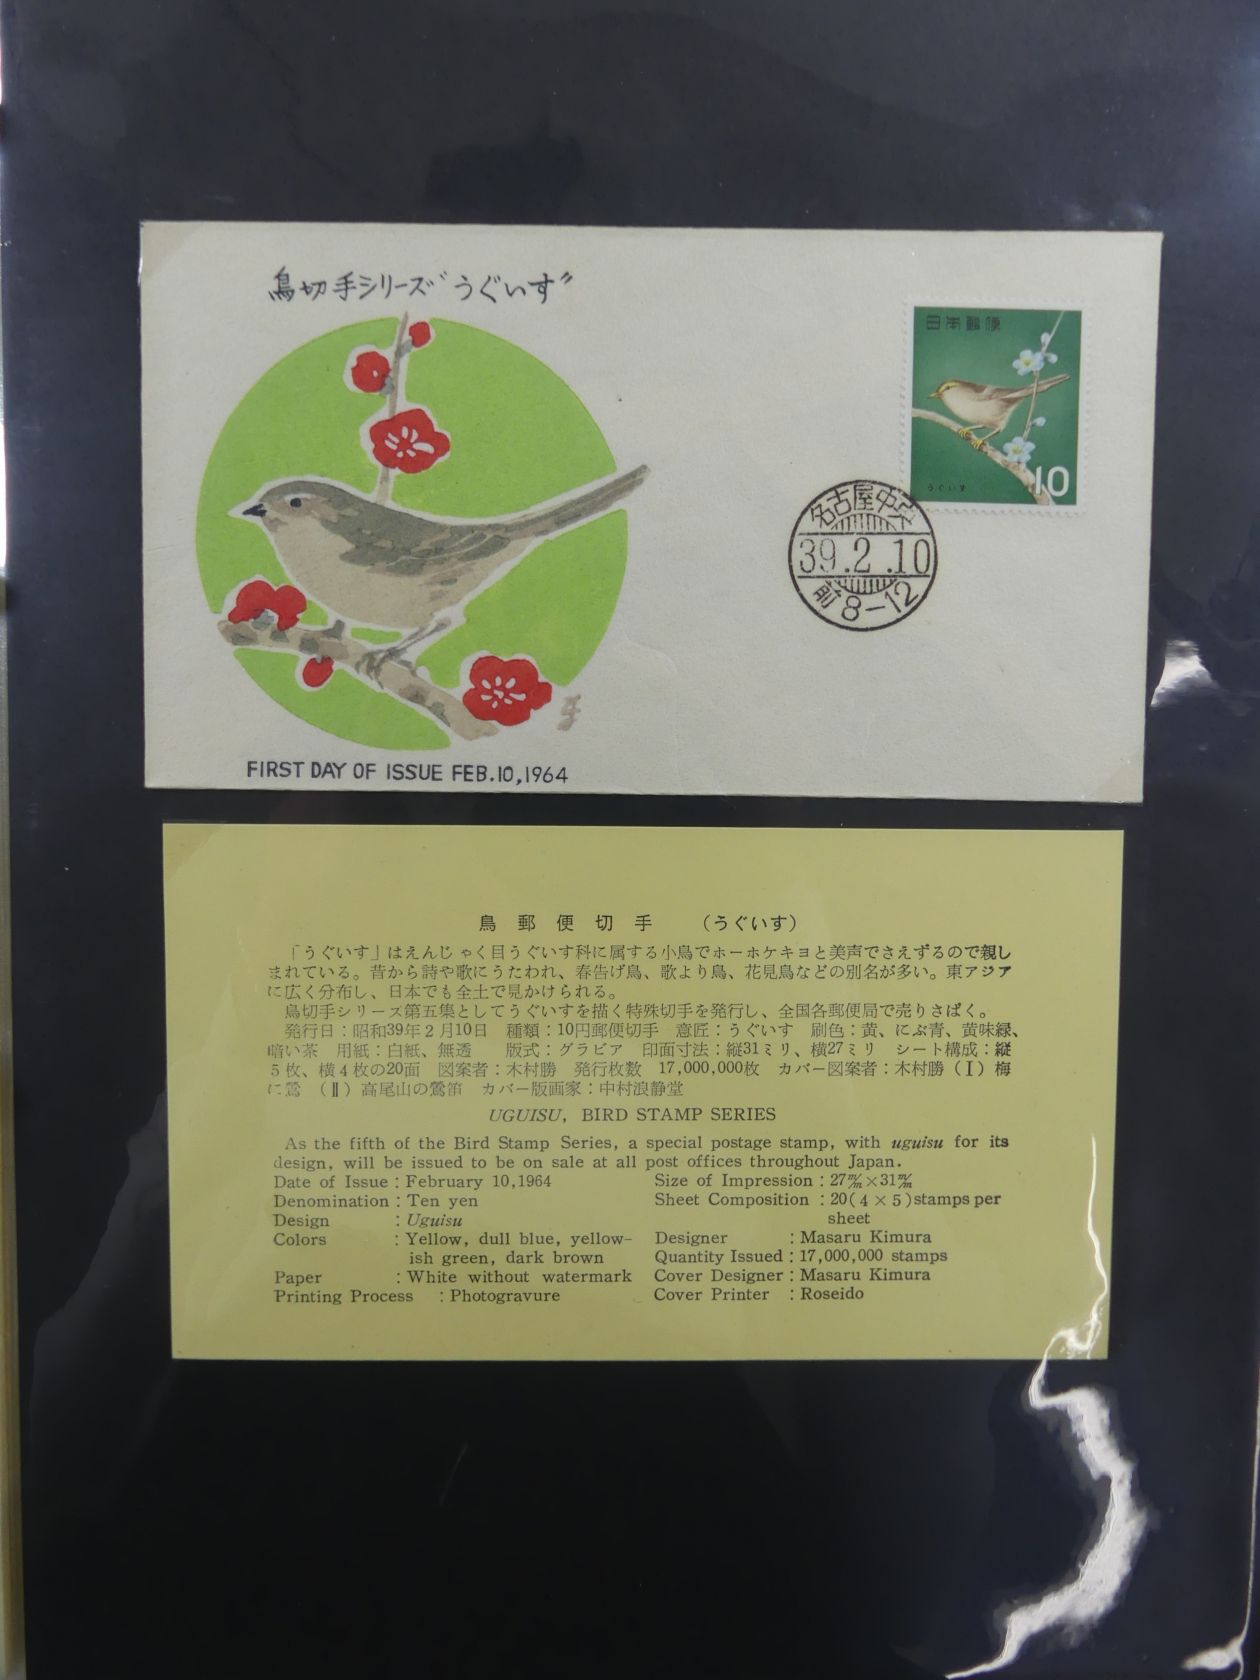 鳥切手シリーズ“うぐいす”
日本郵便
うぐいす
10
名古屋中央
39.2.10
前8-12
FIRST DAY OF ISSUE FEB.10,1964
鳥郵便切手 （うぐいす）
「うぐいす」はえんじゃく目うぐいす科に属する小鳥でホーホケキヨと美声でさえずるので親し
まれている。昔から詩や歌にうたわれ、春告げ鳥、歌より鳥、花見鳥などの別名が多い。東アジア
に広く分布し、日本でも全土で見かけられる。
鳥切手シリーズ第五集としてうぐいすを描く特殊切手を発行し、全国各郵便局で売りさばく。
発行日：昭和39年2月10日 種類：10円郵便切手 意匠：うぐいす 刷色：黄、にぶ青、黄味緑、
暗い茶 用紙：白紙、無透 版式：グラビア 印面寸法：縦31ミリ、横27ミリ シート構成：縦
5枚、横4枚の20面 図案者：木村勝 発行枚数 17,000,000枚 カバー図案者：木村勝（Ⅰ）梅
に鶯 （Ⅱ）高尾山の鶯笛 カバー版画家：中村浪静堂
UGUISU, BIRD STAMP SERIES
As the fifth of the Bird Stamp Series, a special postage stamp, with uguisu for its
design, will be issued to be on sale at all post offices throughout Japan.
Date of Issue : February 10,1964
Denomination : Ten yen
Design : Uguisu
Colors : Yellow, dull blue, yellow-
ish green, dark brown
Paper : White without watermark
Printing Process : Photogravure
Size of Impression : 27m/m×31m/m
Sheet Composition : 20(4×5)stamps per
sheet
Designer : Masaru Kimura
Quantity Issued : 17,000,000 stamps
Cover Designer : Masaru Kimura
Cover Printer : Roseido